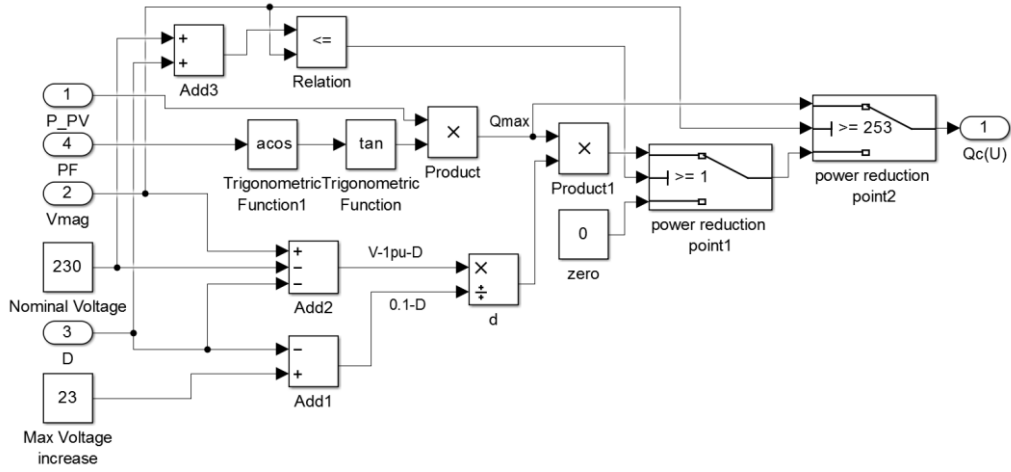 +
+
Add3
<=
Relation
1
P_PV
4
PF
2
Vmag
acos
Trigonometric
Function1
tan
Trigonometric
Function
×
Product
Qmax
×
Product1
>= 1
power reduction
point1
>= 253
power reduction
point2
1
Qc(U)
0
zero
230
Nominal Voltage
+
−
−
Add2
V-1pu-D
0.1-D
×
÷
d
3
D
−
+
Add1
23
Max Voltage
increase